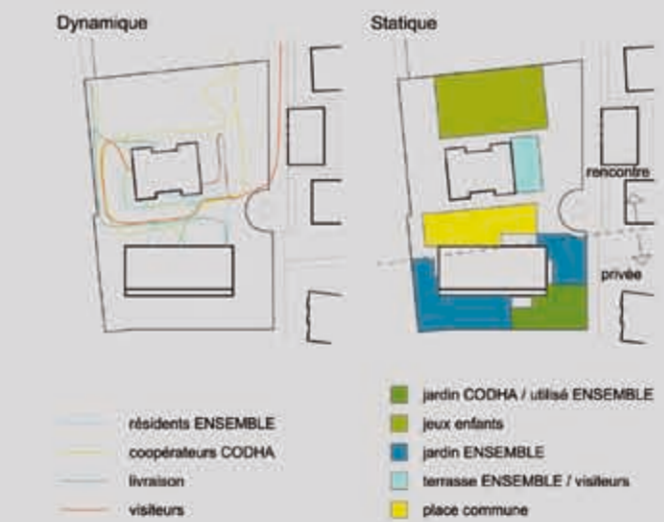 Dynamique
Statique
rencontre
privée
résidents ENSEMBLE
coopérateurs CODHA
livraison
visiteurs
jardin CODHA / utilisé ENSEMBLE
jeux enfants
jardin ENSEMBLE
terrasse ENSEMBLE / visiteurs
place commune